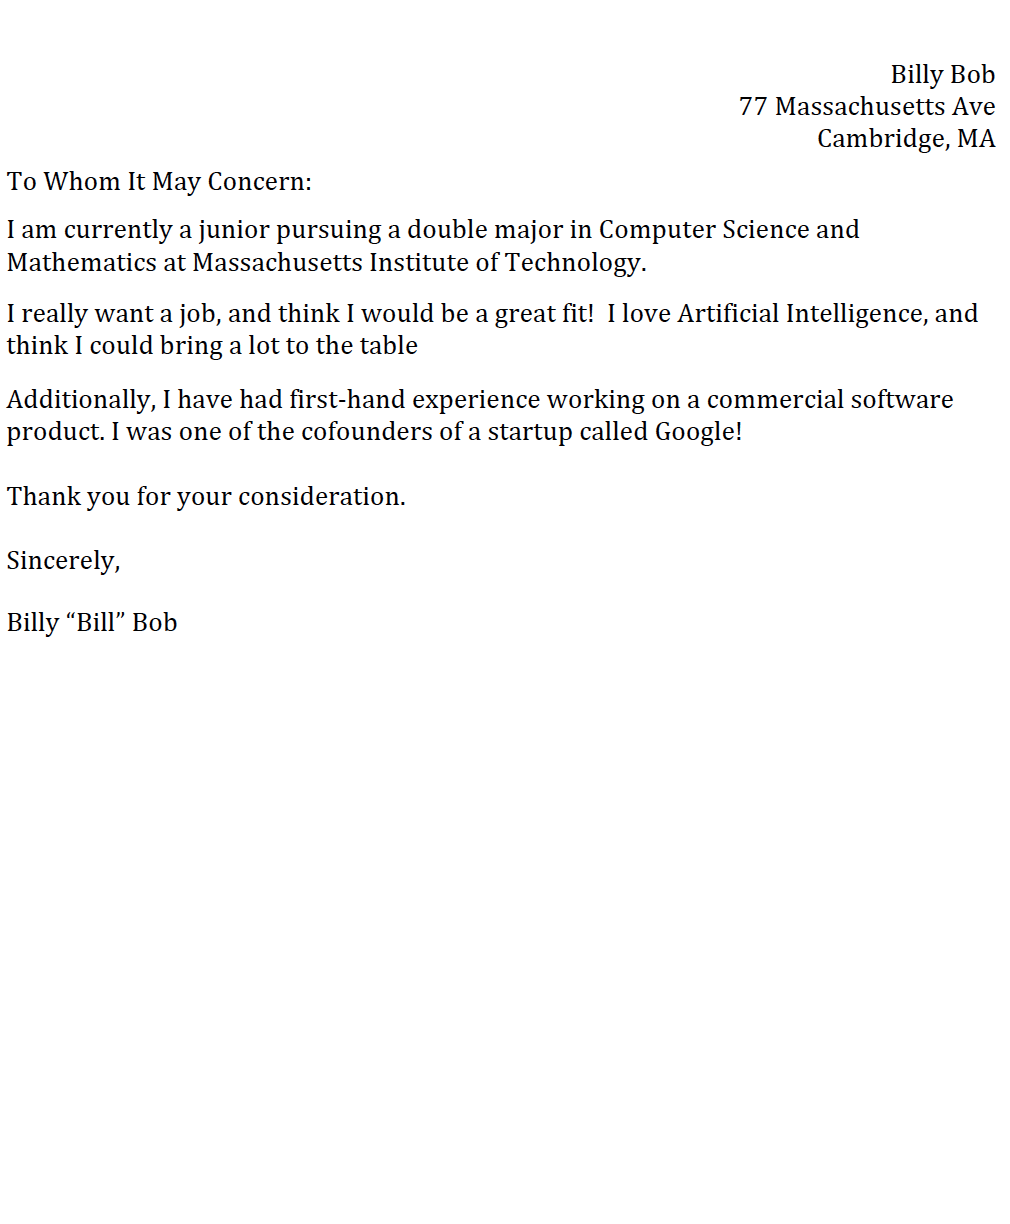 Billy Bob
77 Massachusetts Ave
Cambridge, MA
To Whom It May Concern:
I am currently a junior pursuing a double major in Computer Science and
Mathematics at Massachusetts Institute of Technology.
I really want a job, and think I would be a great fit!  I love Artificial Intelligence, and
think I could bring a lot to the table
Additionally, I have had first-hand experience working on a commercial software
product. I was one of the cofounders of a startup called Google!
Thank you for your consideration.
Sincerely,
Billy “Bill” Bob